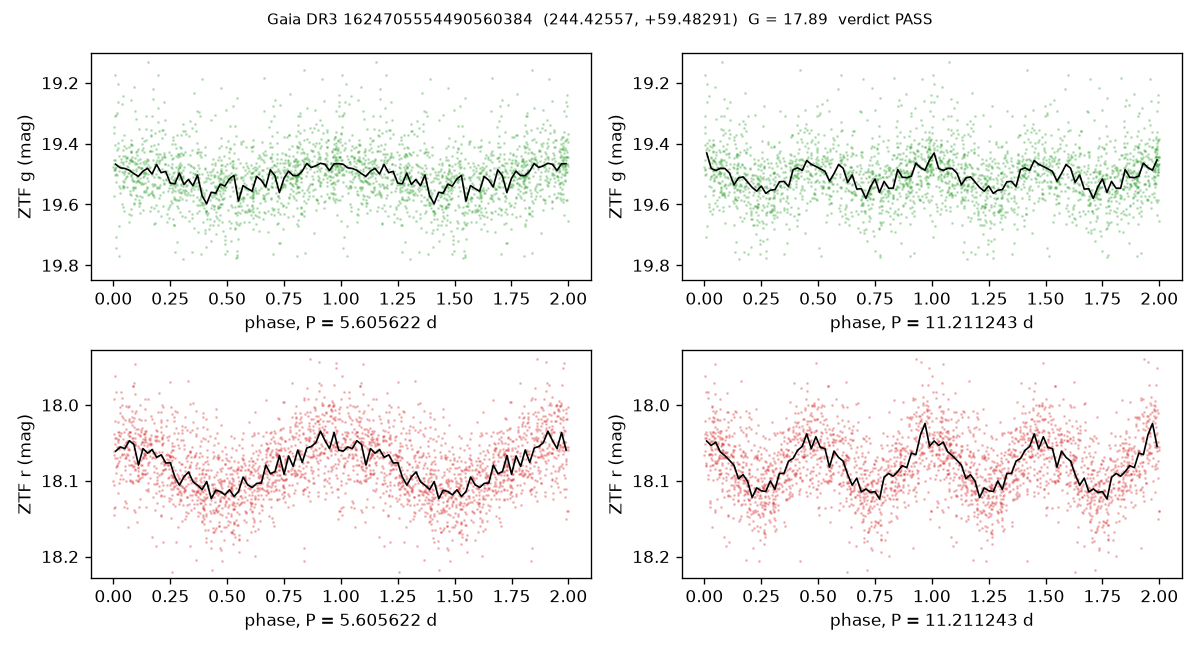 Gaia DR3 1624705554490560384 (244.42557, +59.48291) G = 17.89 verdict PASS
ZTF g (mag)
19.2
19.4
19.6
19.8
0.00 0.25 0.50 0.75 1.00 1.25 1.50 1.75 2.00
phase, P = 5.605622 d
ZTF g (mag)
19.2
19.4
19.6
19.8
0.00 0.25 0.50 0.75 1.00 1.25 1.50 1.75 2.00
phase, P = 11.211243 d
ZTF r (mag)
18.0
18.1
18.2
0.00 0.25 0.50 0.75 1.00 1.25 1.50 1.75 2.00
phase, P = 5.605622 d
ZTF r (mag)
18.0
18.1
18.2
0.00 0.25 0.50 0.75 1.00 1.25 1.50 1.75 2.00
phase, P = 11.211243 d